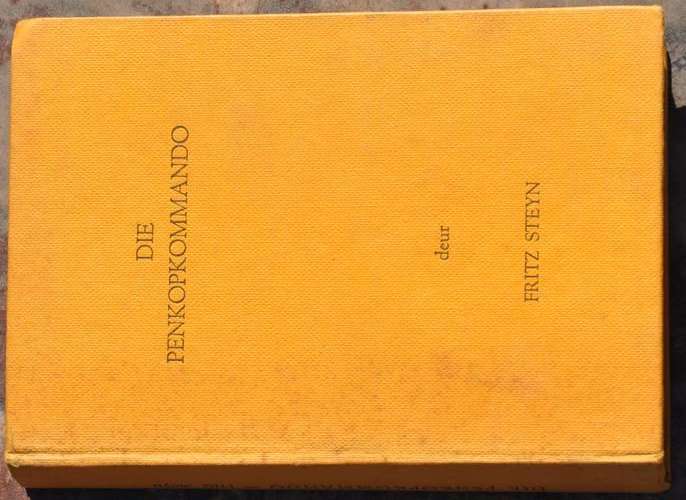 DIE
PENKOPKOMMANDO
deur
FRITZ STEYN